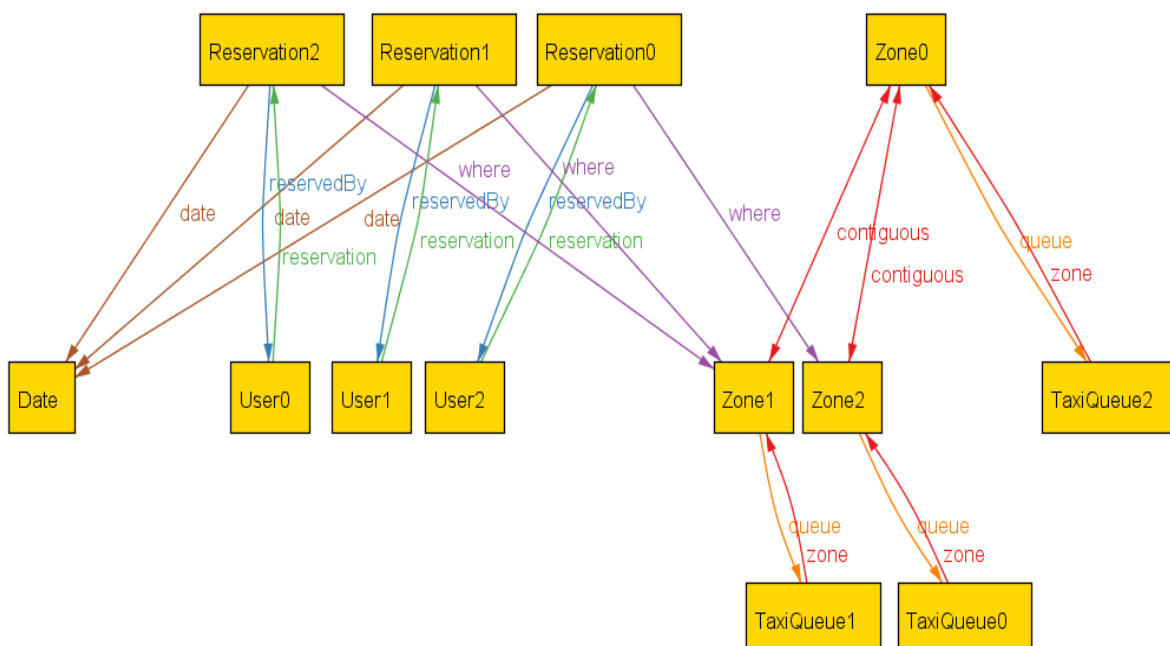 Reservation2
Reservation1
Reservation0
Zone0
where
where
reservedBy
reservedBy
reservedBy
date
date
date
where
contiguous
queue
reservation
reservation
reservation
contiguous
zone
Date
User0
User1
User2
Zone1
Zone2
TaxiQueue2
queue
zone
queue
zone
TaxiQueue1
TaxiQueue0